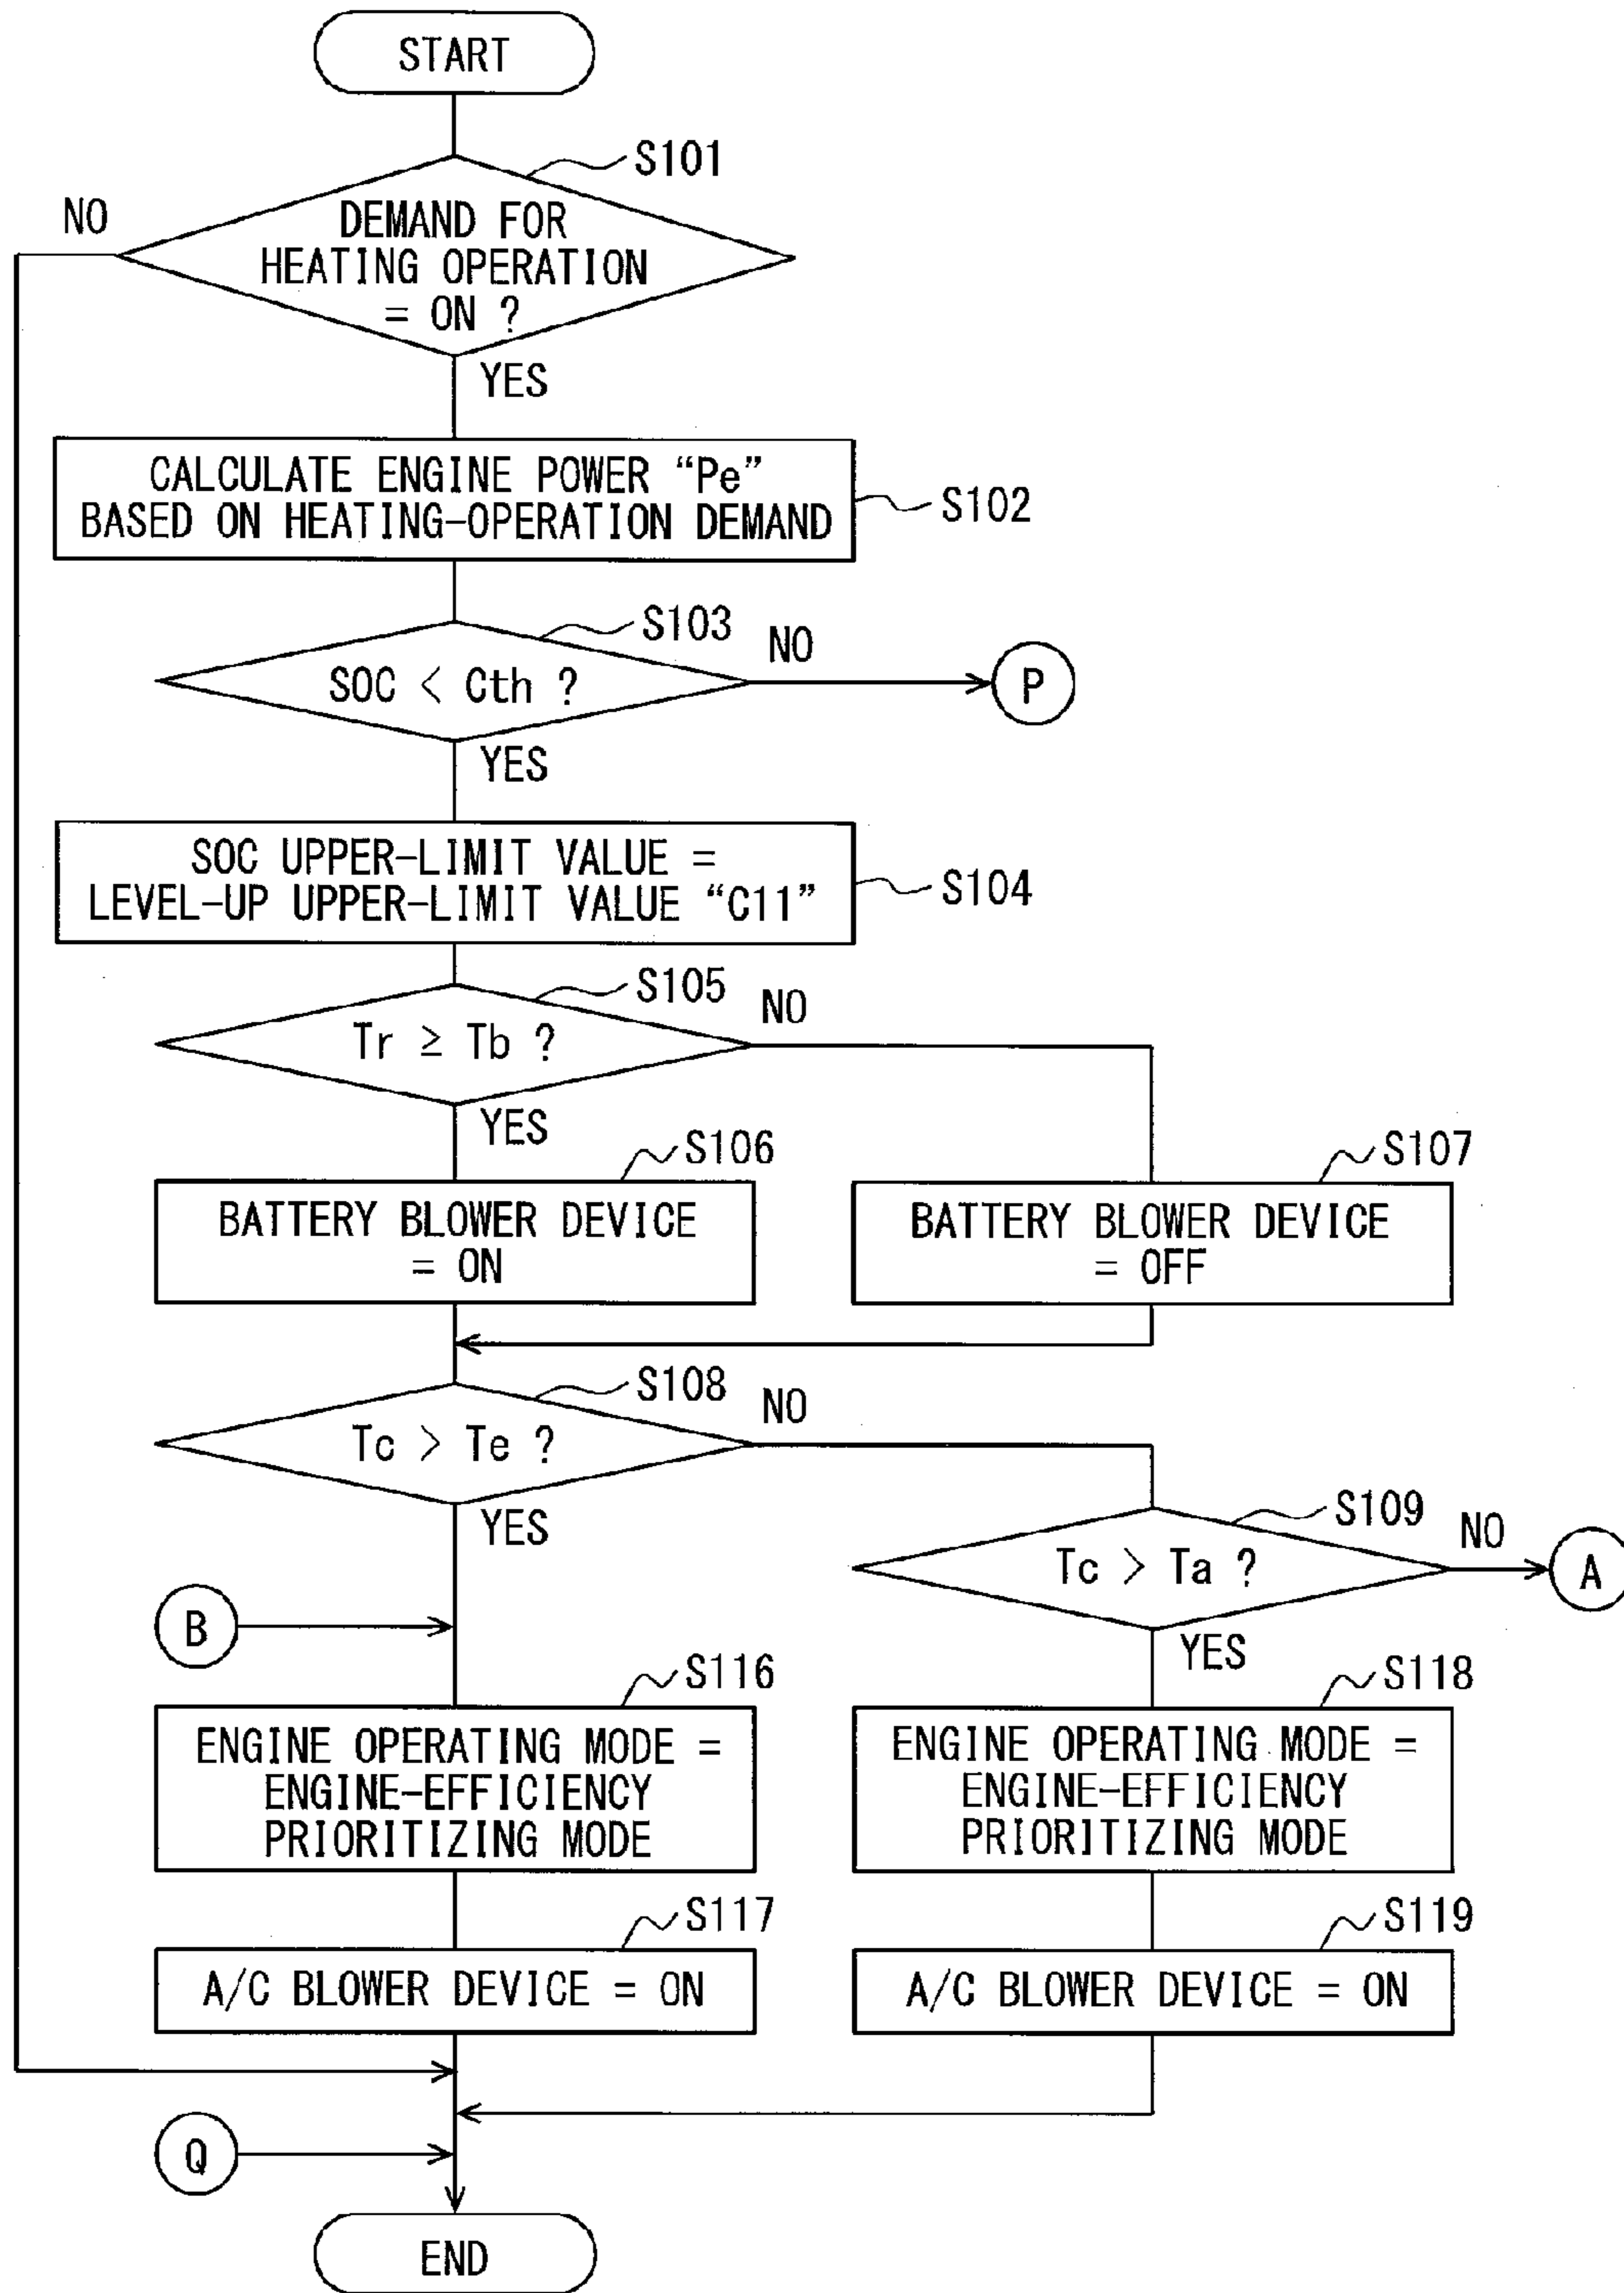 START
S101
NO
DEMAND FOR
HEATING OPERATION
= ON ?
YES
CALCULATE ENGINE POWER “Pe”
BASED ON HEATING-OPERATION DEMAND
S102
S103
NO
SOC < Cth ?
P
YES
SOC UPPER-LIMIT VALUE =
LEVEL-UP UPPER-LIMIT VALUE “C11”
S104
S105
NO
Tr ≥ Tb ?
YES
S106
S107
BATTERY BLOWER DEVICE
= ON
BATTERY BLOWER DEVICE
= OFF
S108
NO
Tc > Te ?
YES
S109
NO
Tc > Ta ?
A
B
YES
S116
S118
ENGINE OPERATING MODE =
ENGINE-EFFICIENCY
PRIORITIZING MODE
ENGINE OPERATING MODE =
ENGINE-EFFICIENCY
PRIORITIZING MODE
S117
S119
A/C BLOWER DEVICE = ON
A/C BLOWER DEVICE = ON
Q
END